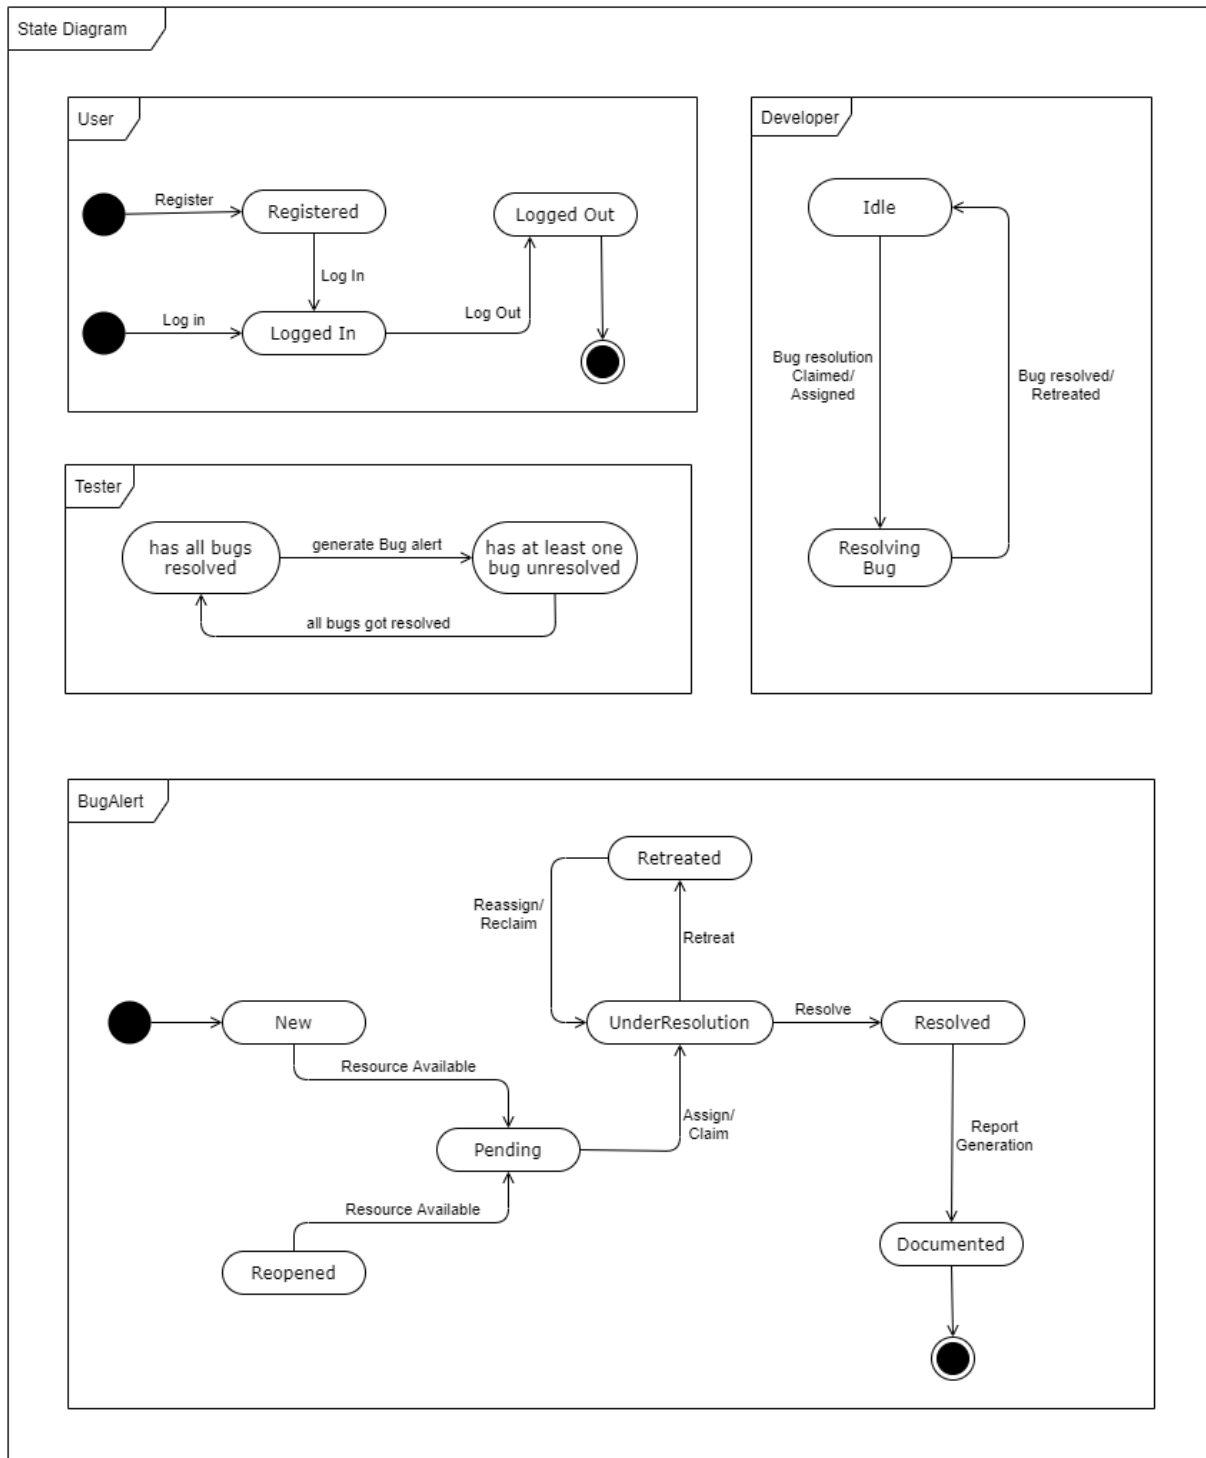 State Diagram
User
Register
Registered
Log In
Log in
Logged In
Log Out
Logged Out
Developer
Idle
Bug resolution
Claimed/
Assigned
Bug resolved/
Retreated
Resolving
Bug
Tester
has all bugs
resolved
generate Bug alert
has at least one
bug unresolved
all bugs got resolved
BugAlert
Retreated
Reassign/
Reclaim
Retreat
New
UnderResolution
Resolve
Resolved
Resource Available
Assign/
Claim
Report
Generation
Pending
Resource Available
Reopened
Documented